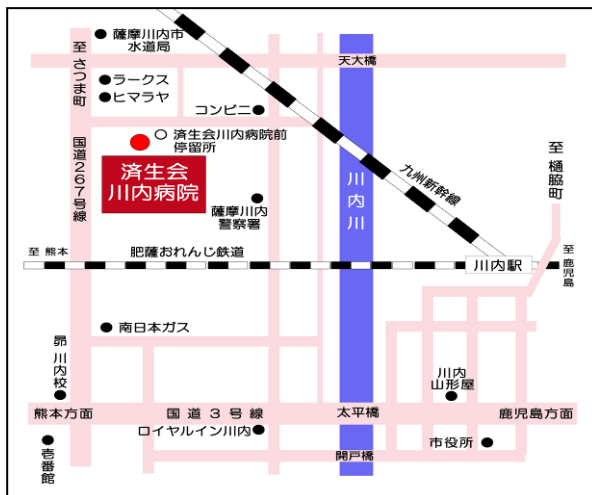 薩摩川内市
水道局
至 さつま町
天大橋
ラークス
ヒマラヤ
コンビニ
済生会川内病院前
停留所
国道267号線
済生会
川内病院
薩摩川内
警察署
川内川
九州新幹線
至 樋脇町
至 熊本
肥薩おれんじ鉄道
川内駅
至 鹿児島
南日本ガス
昴 川内校
川内
山形屋
熊本方面
国道3号線
太平橋
鹿児島方面
ロイヤルイン川内
壱番館
市役所
開戸橋